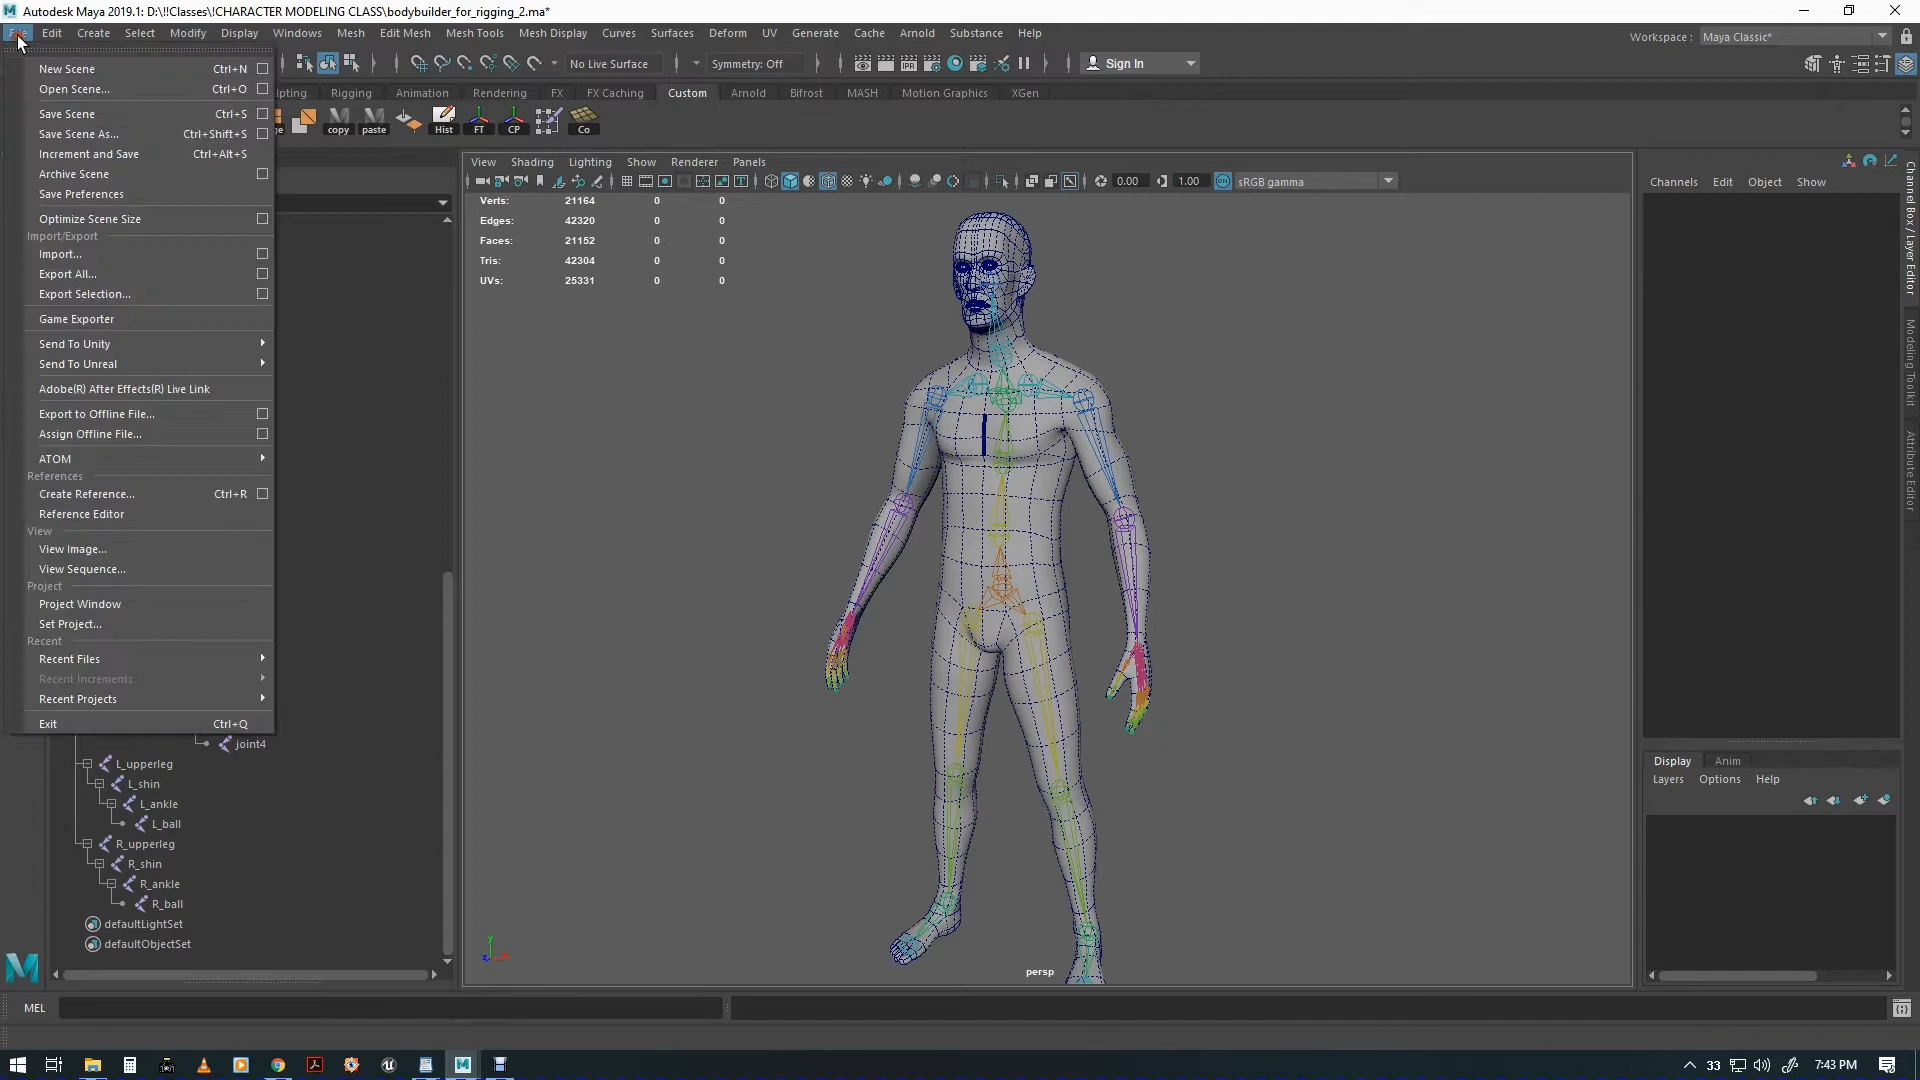 Autodesk Maya 2019.1: D:\!!Classes\!CHARACTER MODELING CLASS\bodybuilder_for_rigging_2.ma*
Edit Create Select Modify Display Windows Mesh Edit Mesh Mesh Tools Mesh Display Curves Surfaces Deform UV Generate Cache Arnold Substance Help
Workspace : Maya Classic*
No Live Surface Symmetry: Off Sign In
Rigging Animation Rendering FX FX Caching Custom Arnold Bifrost MASH Motion Graphics XGen
copy paste Hist FT CP Co
New Scene Ctrl+N
Open Scene... Ctrl+O
Save Scene Ctrl+S
Save Scene As... Ctrl+Shift+S
Increment and Save Ctrl+Alt+S
Archive Scene
Save Preferences
Optimize Scene Size
Import/Export
Import...
Export All...
Export Selection...
Game Exporter
Send To Unity
Send To Unreal
Adobe(R) After Effects(R) Live Link
Export to Offline File...
Assign Offline File...
ATOM
References
Create Reference... Ctrl+R
Reference Editor
View
View Image...
View Sequence...
Project
Project Window
Set Project...
Recent
Recent Files
Recent Increments
Recent Projects
Exit Ctrl+Q
joint4
L_upperleg
L_shin
L_ankle
L_ball
R_upperleg
R_shin
R_ankle
R_ball
defaultLightSet
defaultObjectSet
View Shading Lighting Show Renderer Panels
IPR
0.00 1.00 ON sRGB gamma
Verts: 21164 0 0
Edges: 42320 0 0
Faces: 21152 0 0
Tris: 42304 0 0
UVs: 25331 0 0
persp
Channels Edit Object Show
Channel Box / Layer Editor
Modeling Toolkit
Attribute Editor
Display Anim
Layers Options Help
MEL
33 7:43 PM